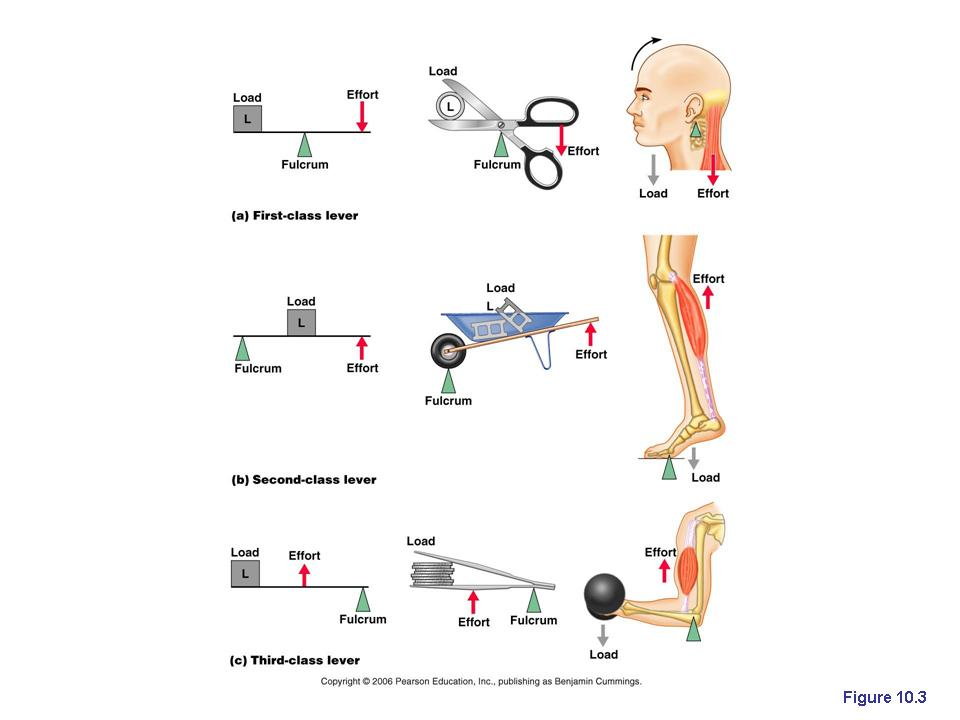 Load
L
Effort
Fulcrum
Load
L
Fulcrum
Effort
Load
Effort
(a) First-class lever
Load
L
Fulcrum
Effort
Load
L
Effort
Fulcrum
Effort
Load
(b) Second-class lever
Load
L
Effort
Fulcrum
Load
Effort
Fulcrum
Effort
Load
(c) Third-class lever
Copyright © 2006 Pearson Education, Inc., publishing as Benjamin Cummings.
Figure 10.3